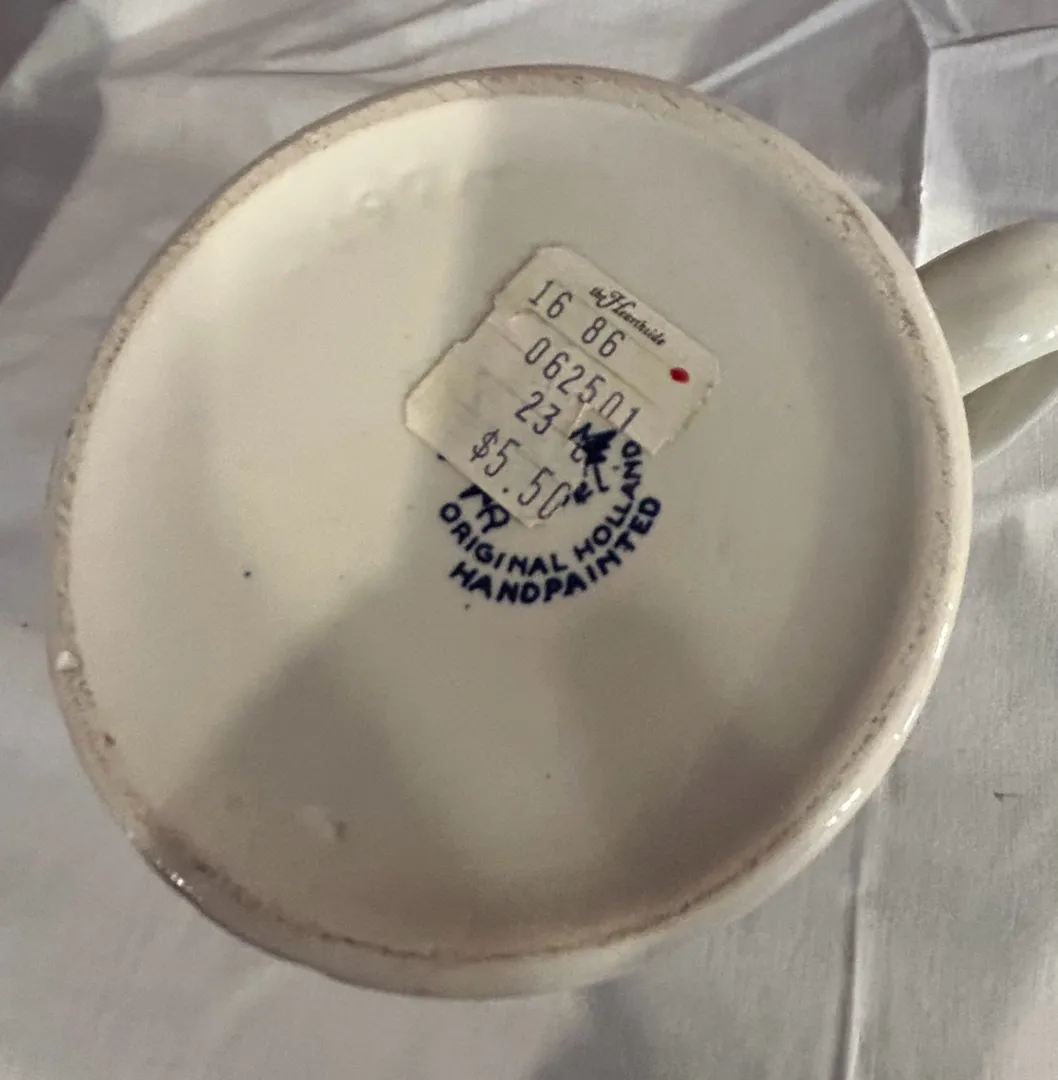 the Hearthside
16 86
062501
23
$5.50
ORIGINAL HOLLAND
HANDPAINTED